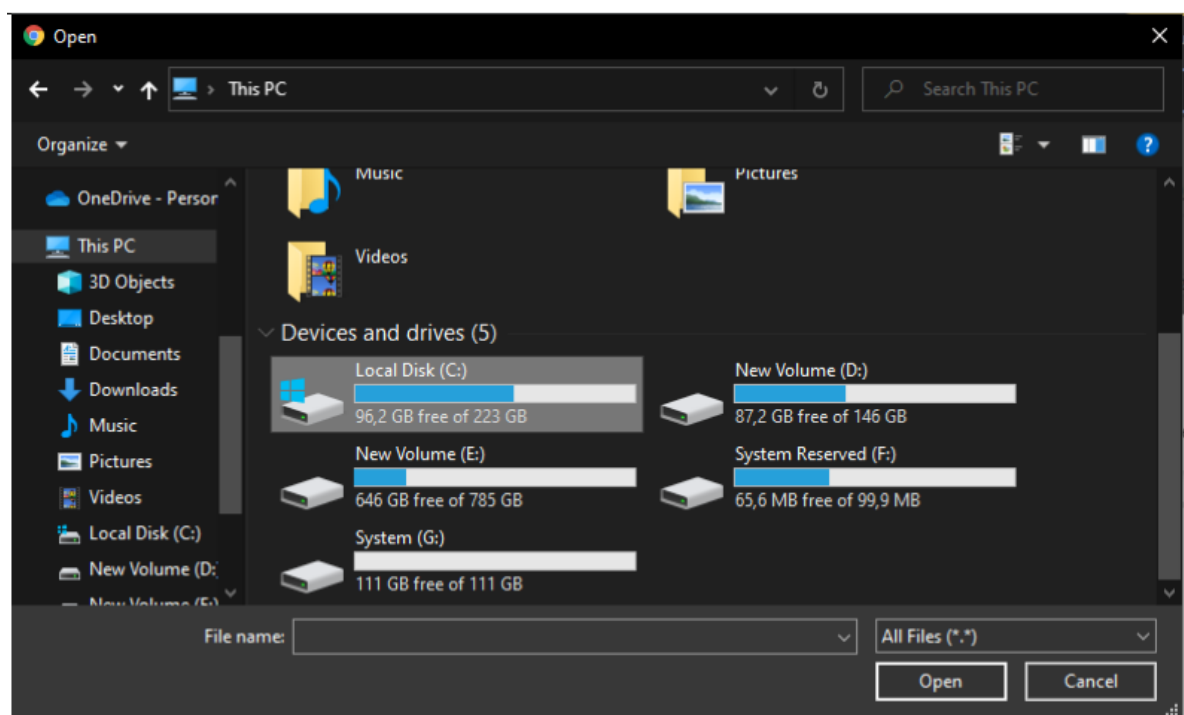 Open
This PC
Search This PC
Organize
OneDrive - Person
This PC
3D Objects
Desktop
Documents
Downloads
Music
Pictures
Videos
Local Disk (C:)
New Volume (D:
New Volume (E:)
Music
Pictures
Videos
Devices and drives (5)
Local Disk (C:)
96,2 GB free of 223 GB
New Volume (D:)
87,2 GB free of 146 GB
New Volume (E:)
646 GB free of 785 GB
System Reserved (F:)
65,6 MB free of 99,9 MB
System (G:)
111 GB free of 111 GB
File name:
All Files (*.*)
Open
Cancel